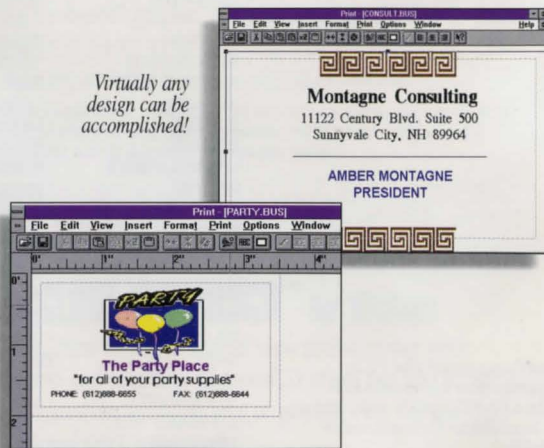 Virtually any
design can be
accomplished!
Print - [CONSULT.BUS]
File Edit View Insert Format Print Options Window Help
Montagne Consulting
11122 Century Blvd. Suite 500
Sunnyvale City, NH 89964
AMBER MONTAGNE
PRESIDENT
Print - [PARTY.BUS]
File Edit View Insert Format Print Options Window
0" 1" 2" 3" 4"
0"
1
2
PARTY
The Party Place
"for all of your party supplies"
PHONE: (612)888-6655 FAX: (612)888-6644